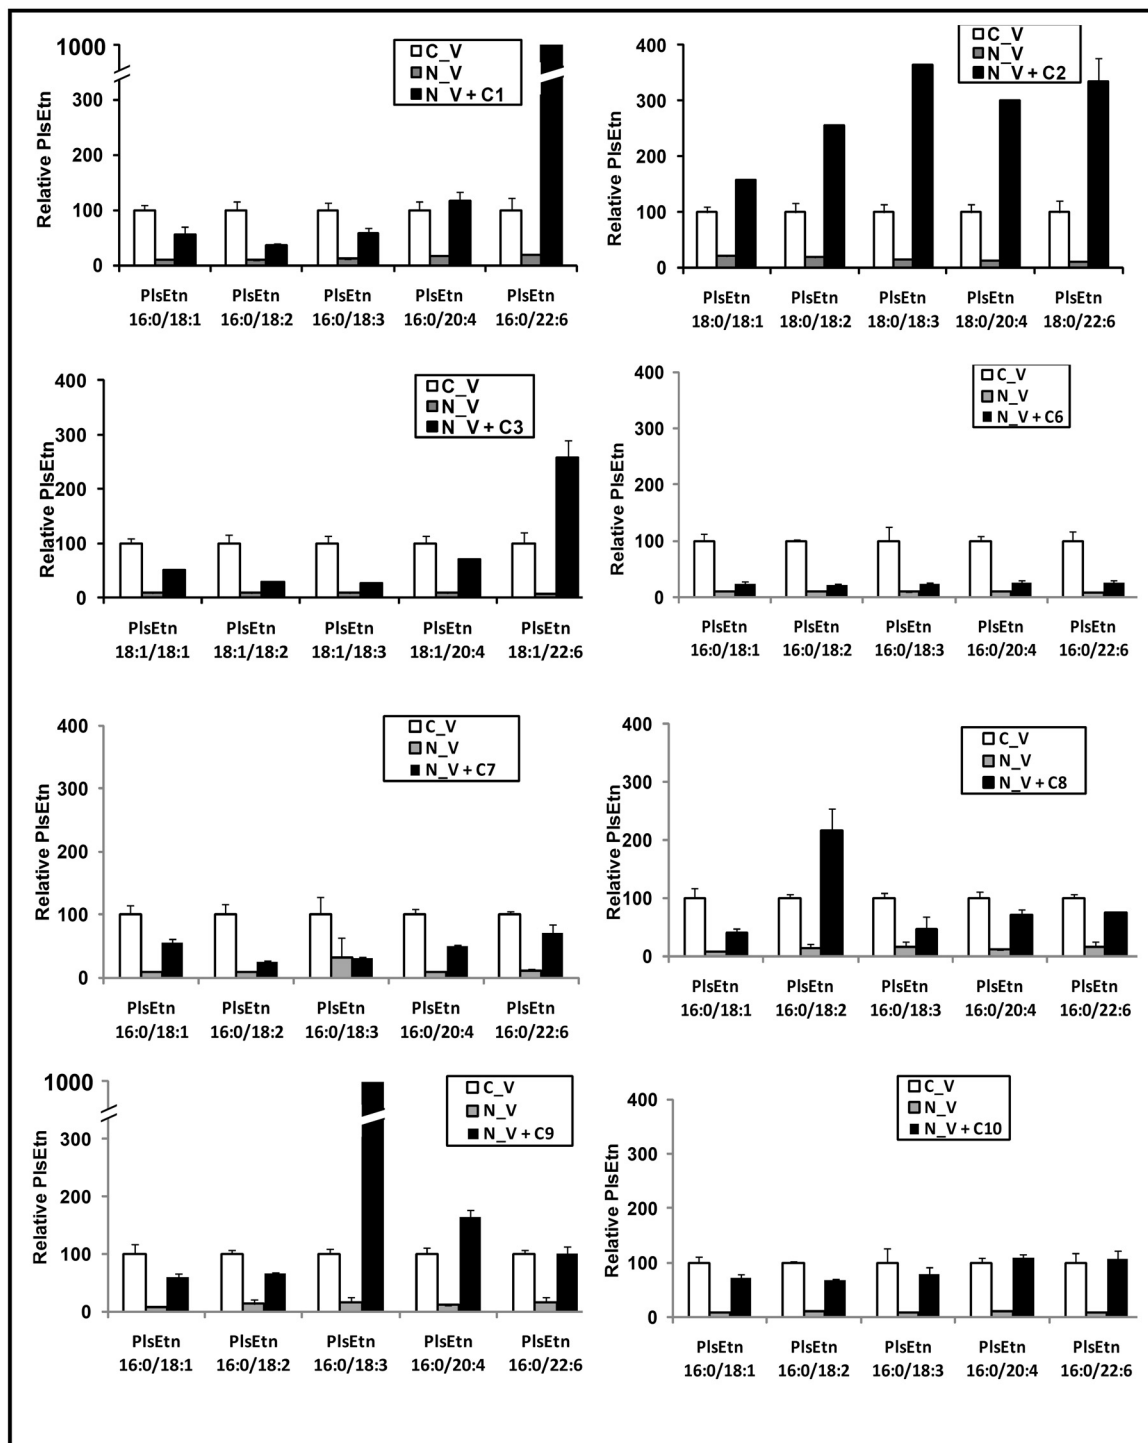 1000
300
200
100
0
Relative PlsEtn
C_V
N_V
N_V + C1
PlsEtn PlsEtn PlsEtn PlsEtn PlsEtn
16:0/18:1 16:0/18:2 16:0/18:3 16:0/20:4 16:0/22:6
400
300
200
100
0
Relative PlsEtn
C_V
N_V
N_V + C2
PlsEtn PlsEtn PlsEtn PlsEtn PlsEtn
18:0/18:1 18:0/18:2 18:0/18:3 18:0/20:4 18:0/22:6
400
300
200
100
0
Relative PlsEtn
C_V
N_V
N_V + C3
PlsEtn PlsEtn PlsEtn PlsEtn PlsEtn
18:1/18:1 18:1/18:2 18:1/18:3 18:1/20:4 18:1/22:6
400
300
200
100
0
Relative PlsEtn
C_V
N_V
N_V + C6
PlsEtn PlsEtn PlsEtn PlsEtn PlsEtn
16:0/18:1 16:0/18:2 16:0/18:3 16:0/20:4 16:0/22:6
400
300
200
100
0
Relative PlsEtn
C_V
N_V
N_V + C7
PlsEtn PlsEtn PlsEtn PlsEtn PlsEtn
16:0/18:1 16:0/18:2 16:0/18:3 16:0/20:4 16:0/22:6
400
300
200
100
0
Relative PlsEtn
C_V
N_V
N_V + C8
PlsEtn PlsEtn PlsEtn PlsEtn PlsEtn
16:0/18:1 16:0/18:2 16:0/18:3 16:0/20:4 16:0/22:6
1000
300
200
100
0
Relative PlsEtn
C_V
N_V
N_V + C9
PlsEtn PlsEtn PlsEtn PlsEtn PlsEtn
16:0/18:1 16:0/18:2 16:0/18:3 16:0/20:4 16:0/22:6
400
300
200
100
0
Relative PlsEtn
C_V
N_V
N_V + C10
PlsEtn PlsEtn PlsEtn PlsEtn PlsEtn
16:0/18:1 16:0/18:2 16:0/18:3 16:0/20:4 16:0/22:6